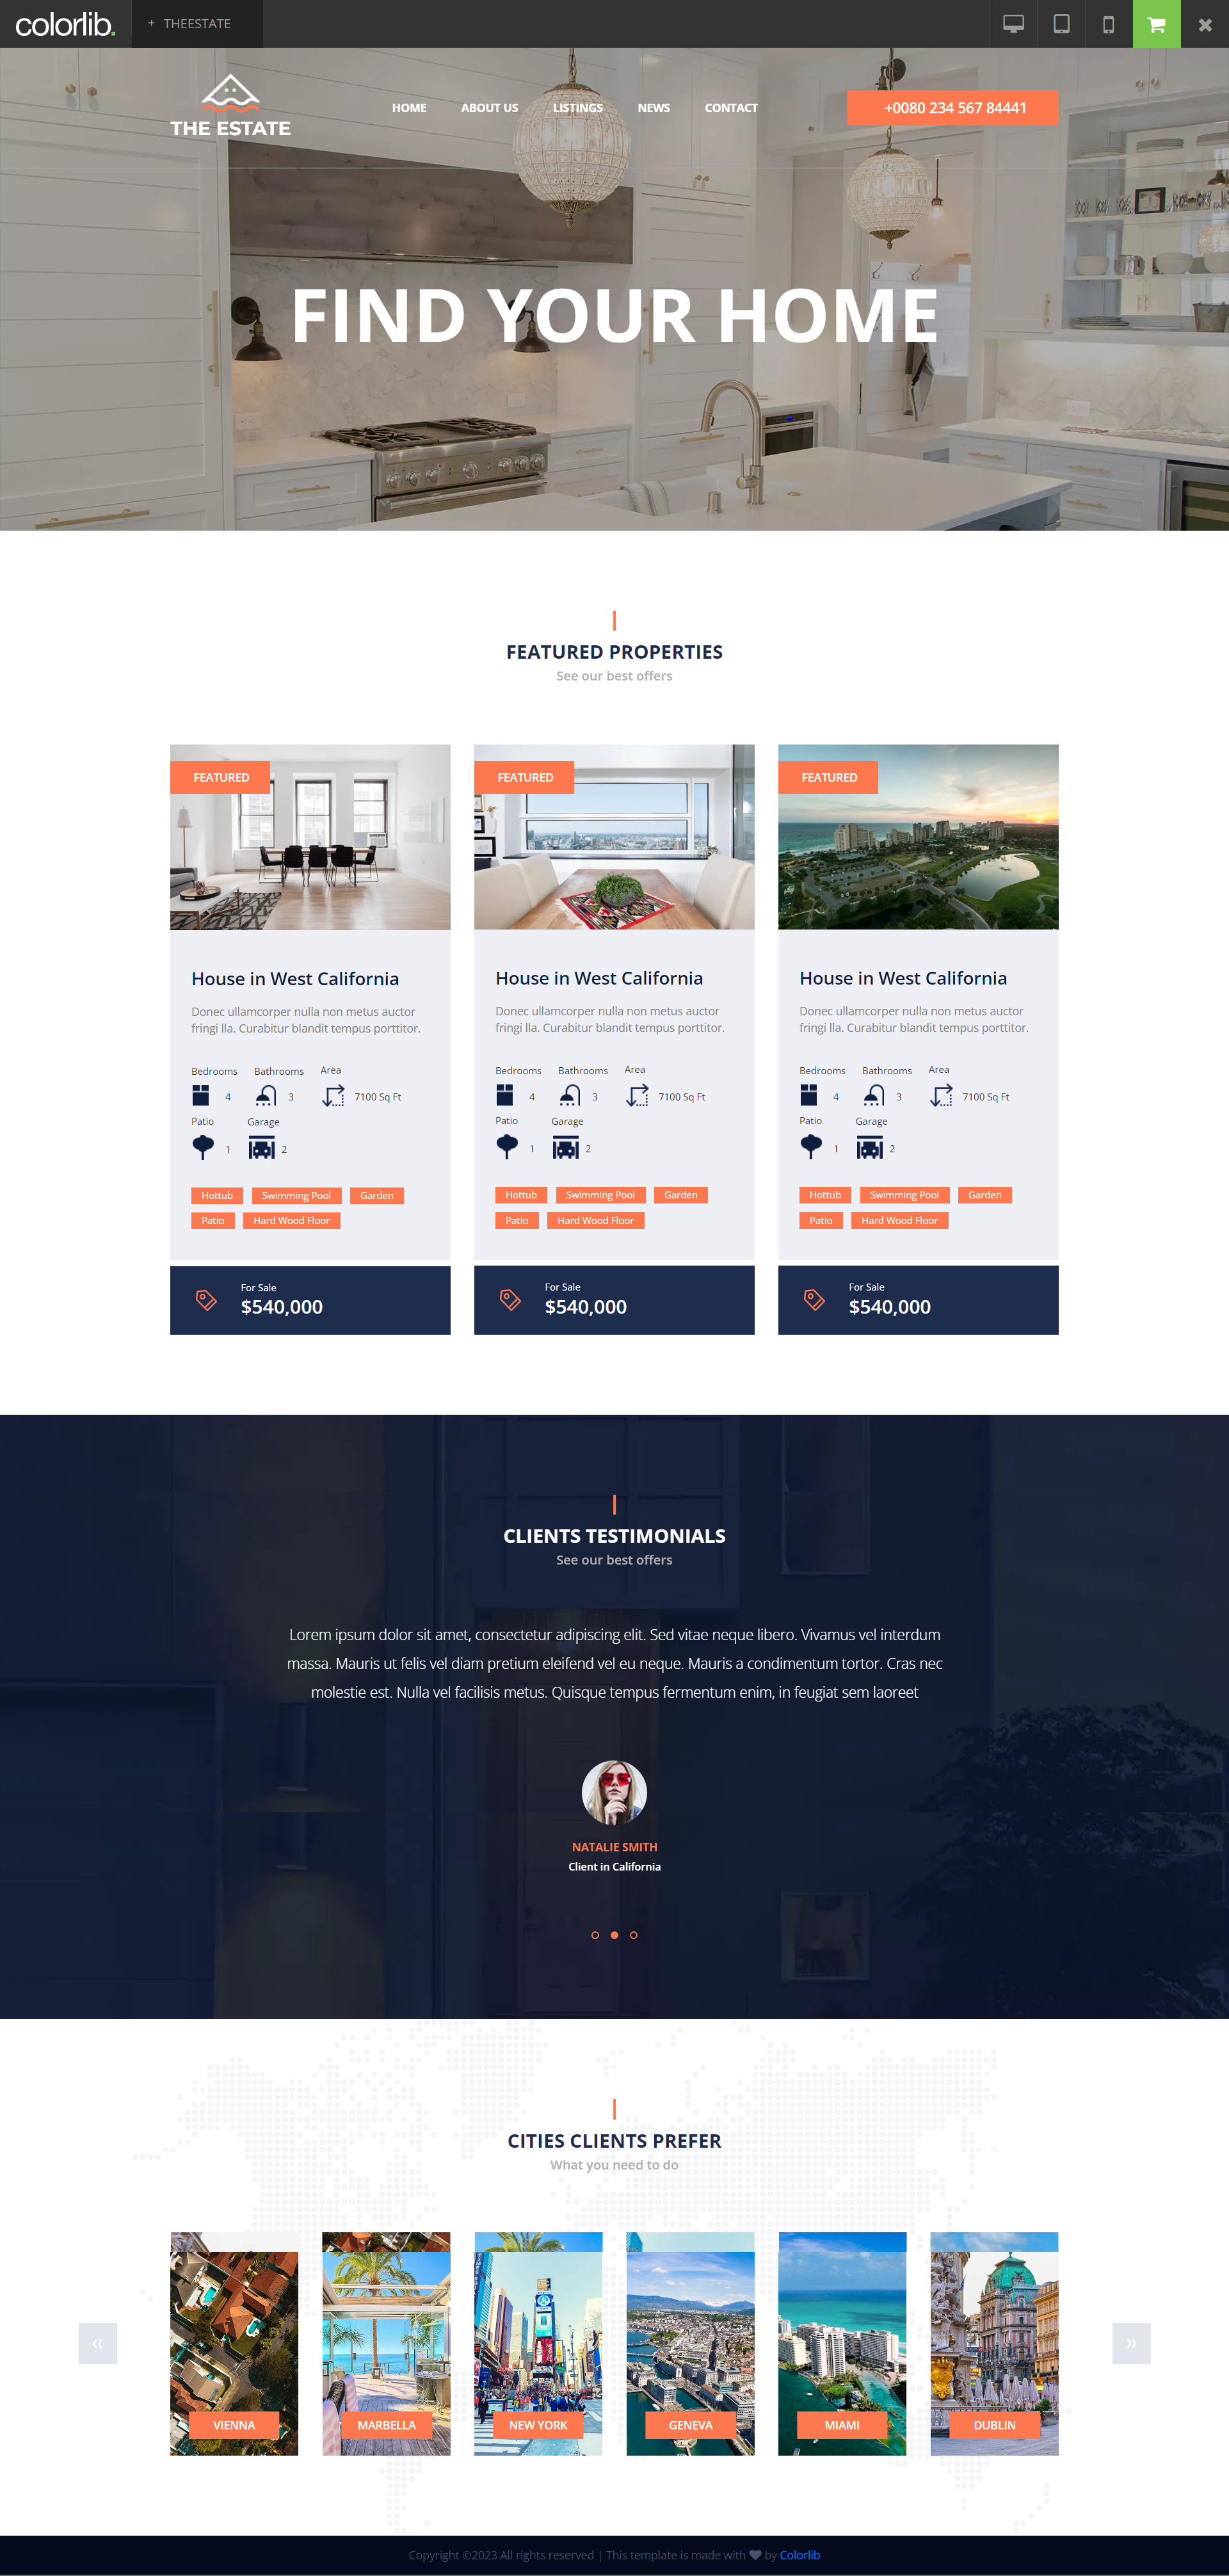 colorlib.
+ THEESTATE
THE ESTATE
HOME ABOUT US LISTINGS NEWS CONTACT
+0080 234 567 84441
FIND YOUR HOME
FEATURED PROPERTIES
See our best offers
FEATURED
House in West California
Donec ullamcorper nulla non metus auctor
fringi lla. Curabitur blandit tempus porttitor.
Bedrooms Bathrooms Area
4 3 7100 Sq Ft
Patio Garage
1 2
Hottub Swimming Pool Garden
Patio Hard Wood Floor
For Sale
$540,000
FEATURED
House in West California
Donec ullamcorper nulla non metus auctor
fringi lla. Curabitur blandit tempus porttitor.
Bedrooms Bathrooms Area
4 3 7100 Sq Ft
Patio Garage
1 2
Hottub Swimming Pool Garden
Patio Hard Wood Floor
For Sale
$540,000
FEATURED
House in West California
Donec ullamcorper nulla non metus auctor
fringi lla. Curabitur blandit tempus porttitor.
Bedrooms Bathrooms Area
4 3 7100 Sq Ft
Patio Garage
1 2
Hottub Swimming Pool Garden
Patio Hard Wood Floor
For Sale
$540,000
CLIENTS TESTIMONIALS
See our best offers
Lorem ipsum dolor sit amet, consectetur adipiscing elit. Sed vitae neque libero. Vivamus vel interdum
massa. Mauris ut felis vel diam pretium eleifend vel eu neque. Mauris a condimentum tortor. Cras nec
molestie est. Nulla vel facilisis metus. Quisque tempus fermentum enim, in feugiat sem laoreet
NATALIE SMITH
Client in California
CITIES CLIENTS PREFER
What you need to do
« »
VIENNA MARBELLA NEW YORK GENEVA MIAMI DUBLIN
Copyright ©2023 All rights reserved | This template is made with ♥ by Colorlib